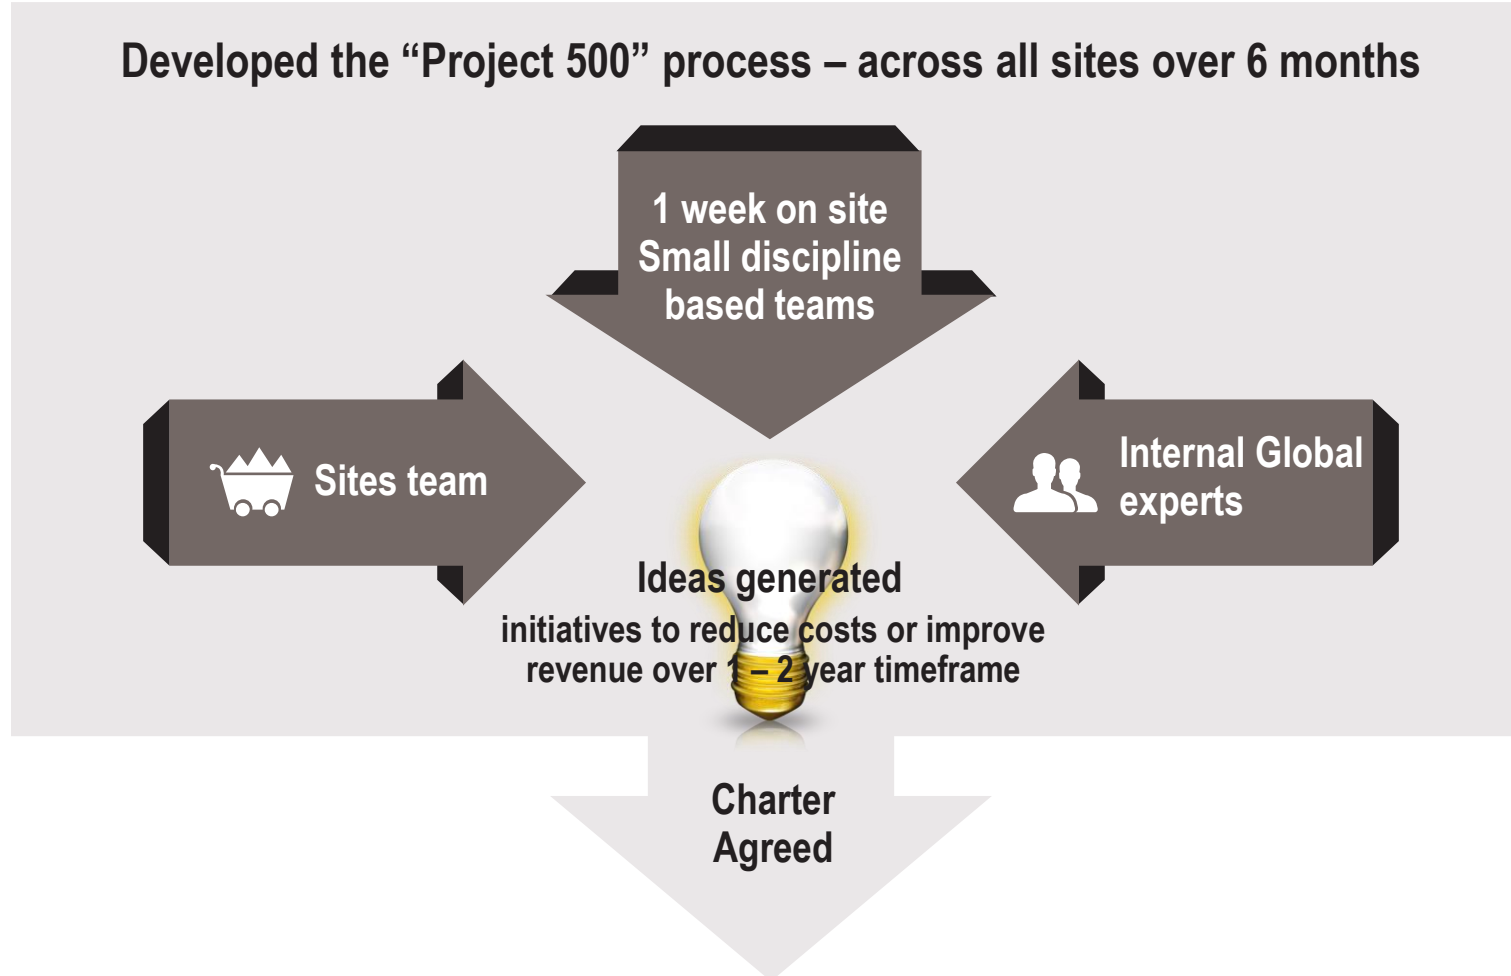 Developed the “Project 500” process – across all sites over 6 months
1 week on site
Small discipline
based teams
Sites team
Internal Global
experts
Ideas generated
initiatives to reduce costs or improve
revenue over 1 – 2 year timeframe
Charter
Agreed